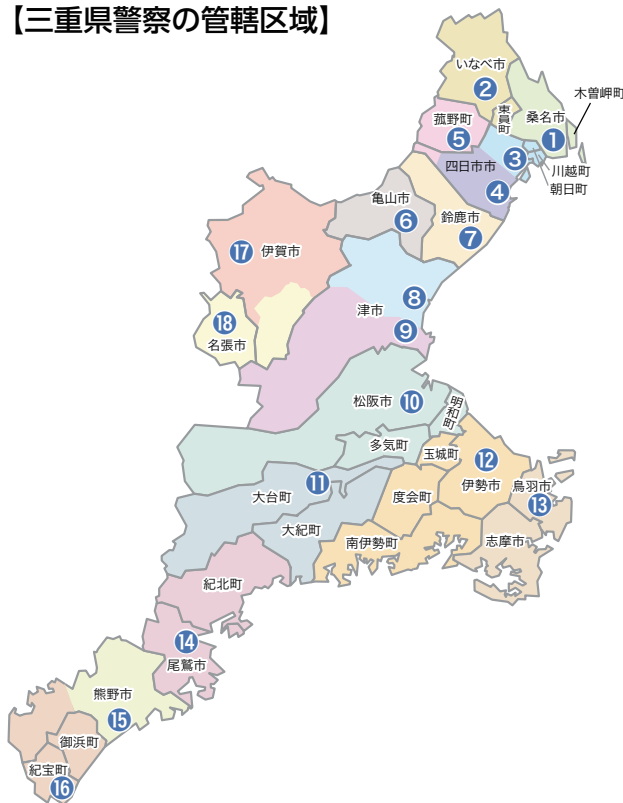 【三重県警察の管轄区域】
いなべ市
②
木曽岬町
東員町
桑名市
①
菰野町
⑤
③
川越町
朝日町
四日市市
④
亀山市
⑥
鈴鹿市
⑦
⑰
伊賀市
⑧
津市
⑨
⑱
名張市
松阪市
⑩
明和町
多気町
玉城町
⑫
伊勢市
鳥羽市
⑬
⑪
大台町
度会町
大紀町
南伊勢町
志摩市
紀北町
⑭
尾鷲市
熊野市
⑮
御浜町
紀宝町
⑯